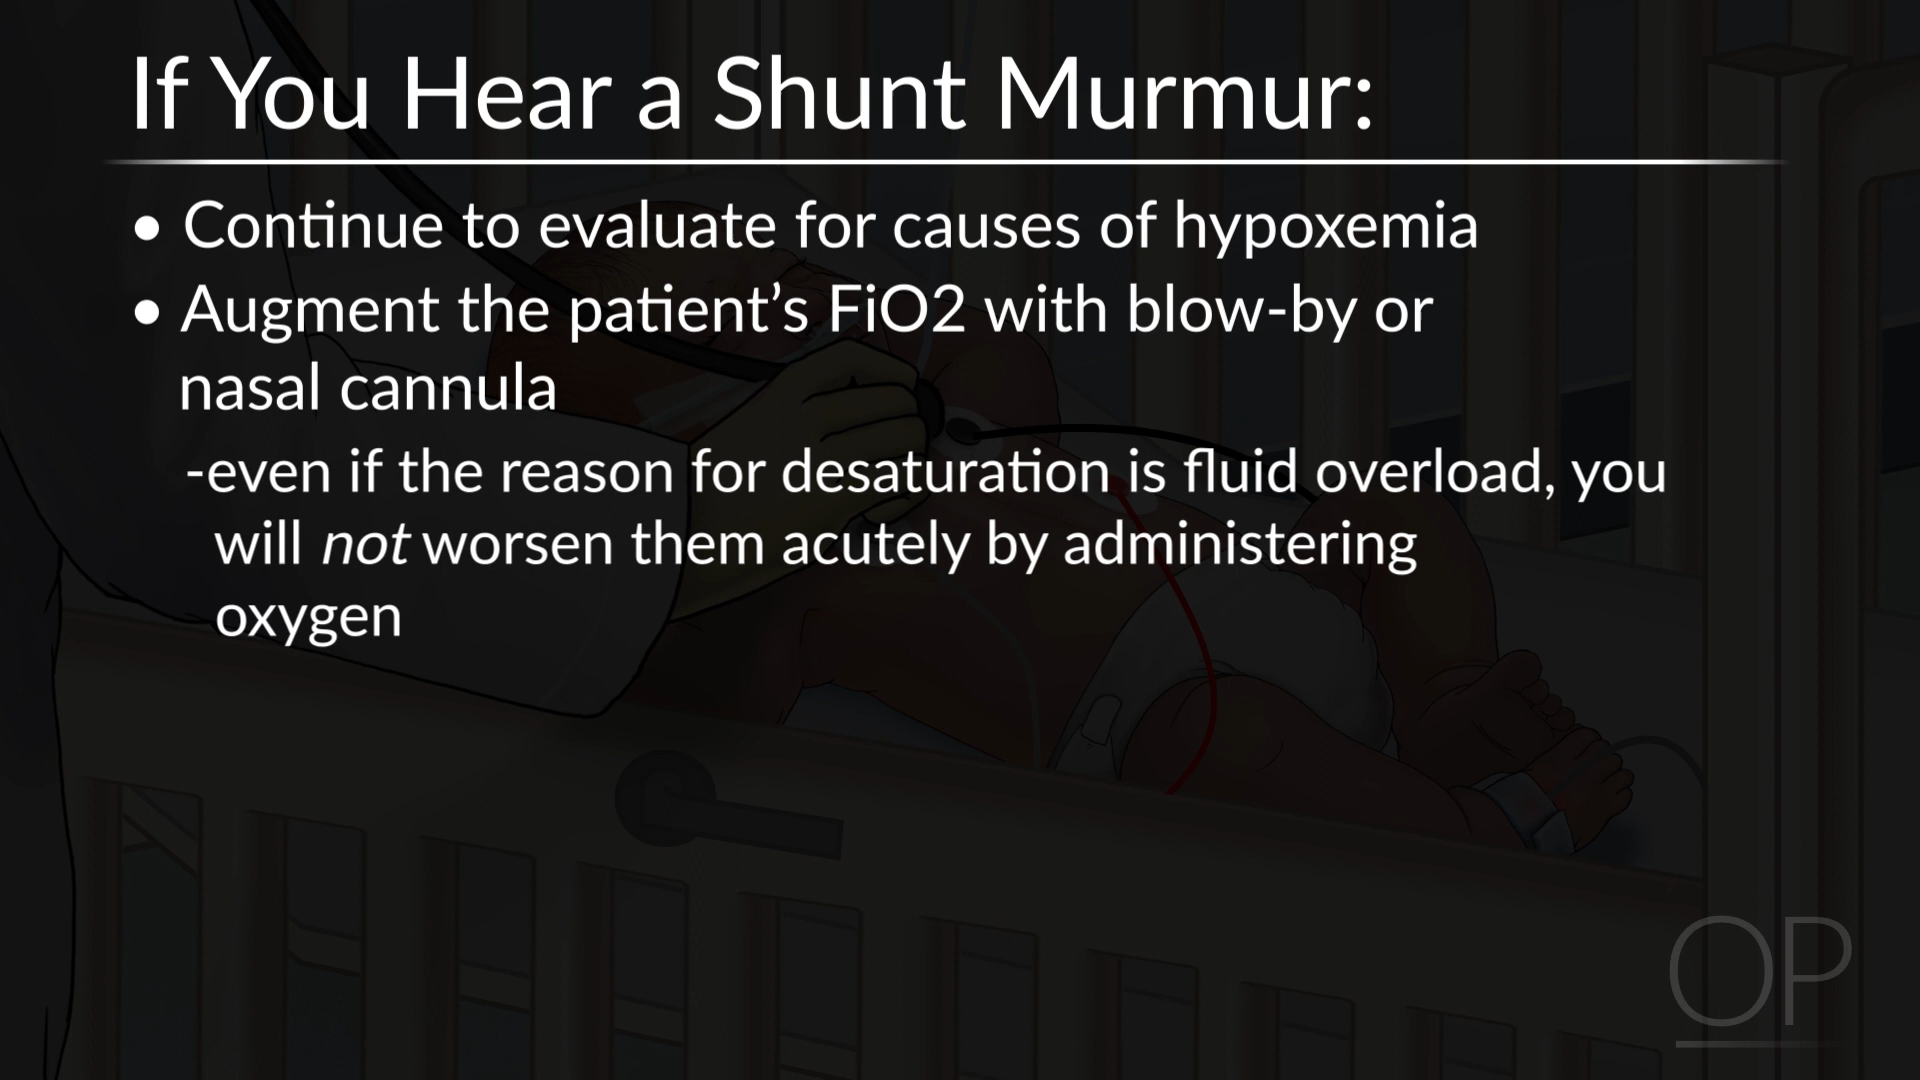 If You Hear a Shunt Murmur:
• Continue to evaluate for causes of hypoxemia
• Augment the patient’s FiO2 with blow-by or
nasal cannula
-even if the reason for desaturation is fluid overload, you
will not worsen them acutely by administering
oxygen
OP